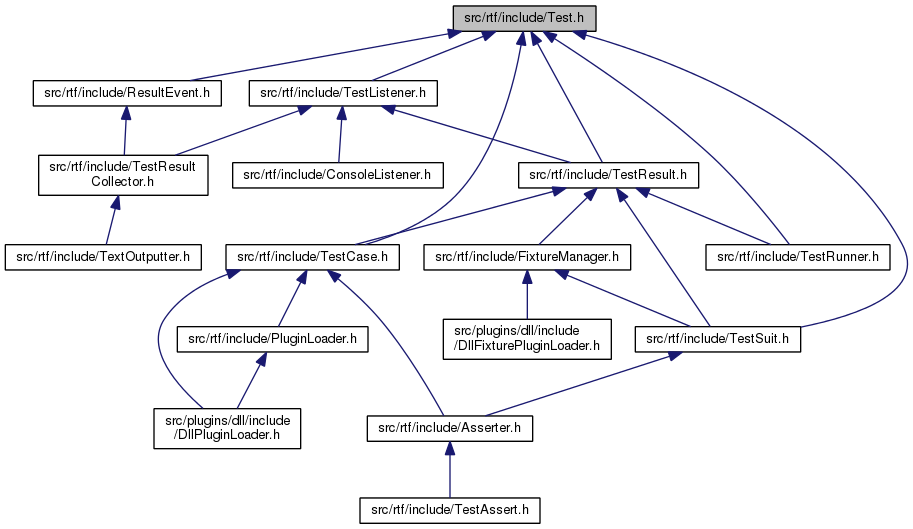 src/rtf/include/Test.h
src/rtf/include/ResultEvent.h
src/rtf/include/TestListener.h
src/rtf/include/TestResult
Collector.h
src/rtf/include/ConsoleListener.h
src/rtf/include/TestResult.h
src/rtf/include/TextOutputter.h
src/rtf/include/TestCase.h
src/rtf/include/FixtureManager.h
src/rtf/include/TestRunner.h
src/rtf/include/PluginLoader.h
src/plugins/dll/include
/DllFixturePluginLoader.h
src/rtf/include/TestSuit.h
src/plugins/dll/include
/DllPluginLoader.h
src/rtf/include/Asserter.h
src/rtf/include/TestAssert.h